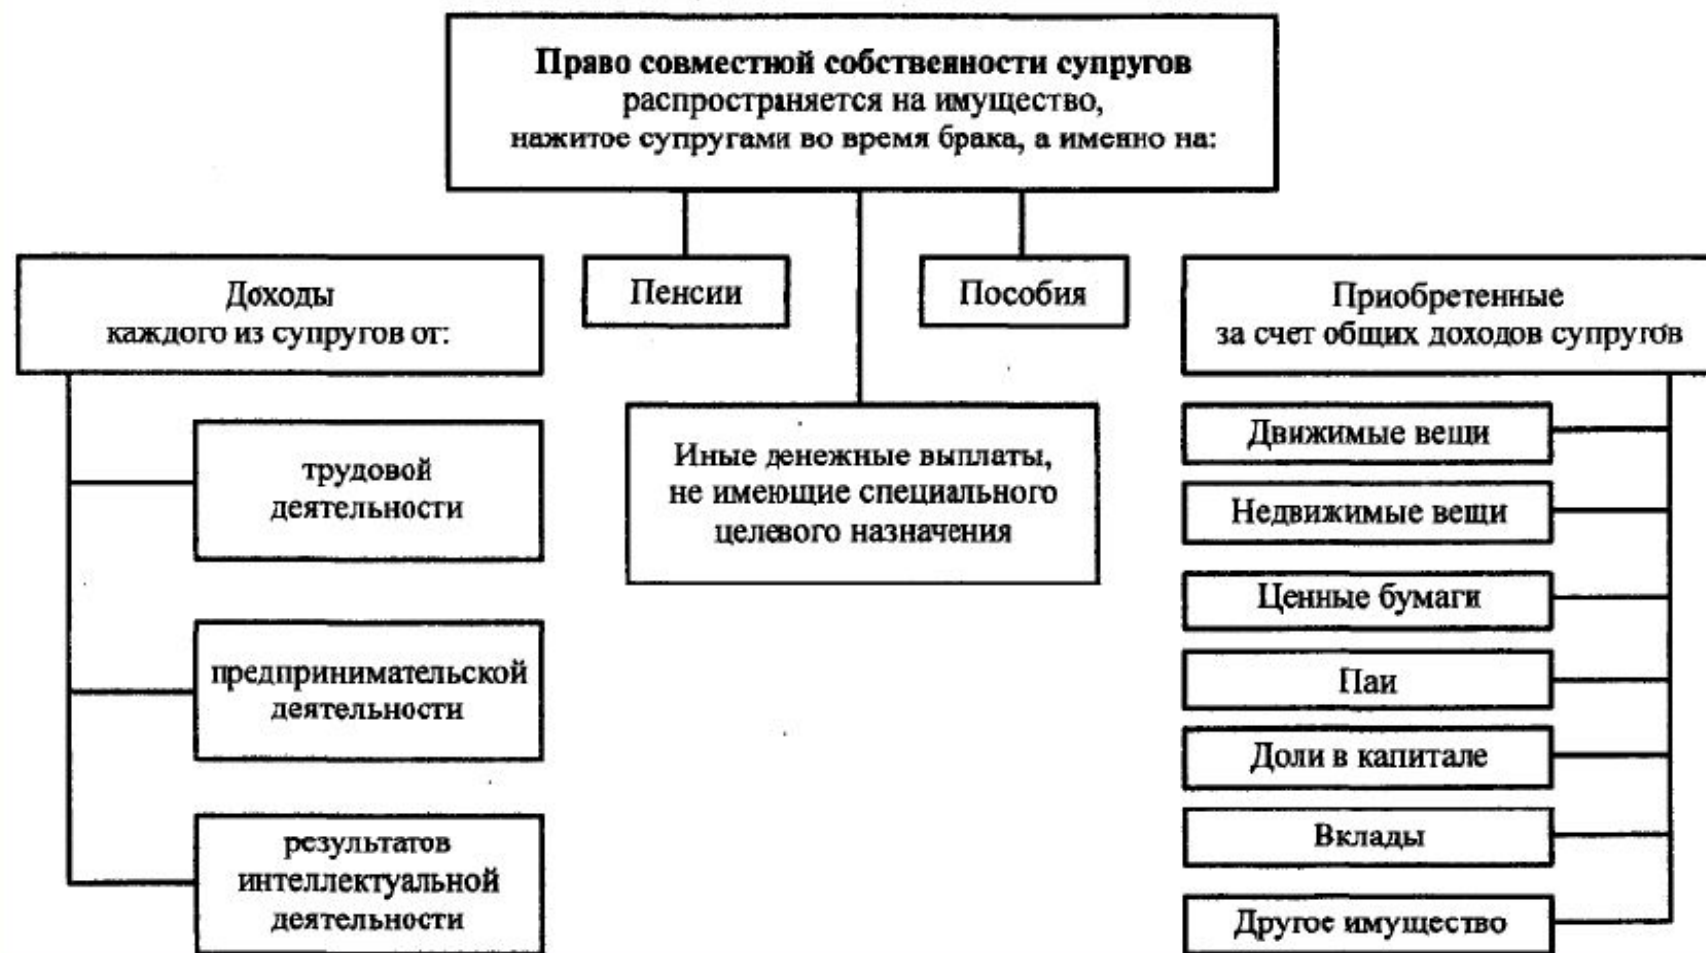 Право совместной собственности супругов
распространяется на имущество,
нажитое супругами во время брака, а именно на:
Доходы
каждого из супругов от:
трудовой
деятельности
предпринимательской
деятельности
результатов
интеллектуальной
деятельности
Пенсии
Пособия
Иные денежные выплаты,
не имеющие специального
целевого назначения
Приобретенные
за счет общих доходов супругов
Движимые вещи
Недвижимые вещи
Ценные бумаги
Паи
Доли в капитале
Вклады
Другое имущество